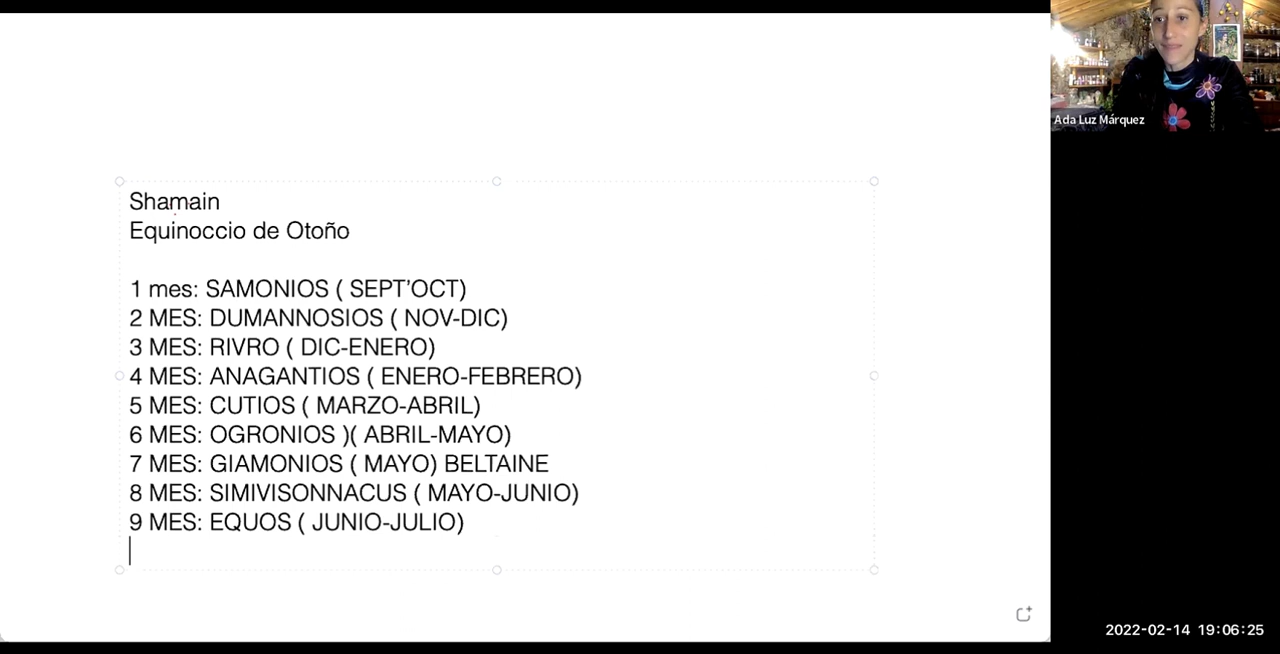 Shamain
Equinoccio de Otoño
1 mes: SAMONIOS ( SEPT'OCT)
2 MES: DUMANNOSIOS ( NOV-DIC)
3 MES: RIVRO ( DIC-ENERO)
4 MES: ANAGANTIOS ( ENERO-FEBRERO)
5 MES: CUTIOS ( MARZO-ABRIL)
6 MES: OGRONIOS )( ABRIL-MAYO)
7 MES: GIAMONIOS ( MAYO) BELTAINE
8 MES: SIMIVISONNACUS ( MAYO-JUNIO)
9 MES: EQUOS ( JUNIO-JULIO)
Ada Luz Márquez
2022-02-14 19:06:25